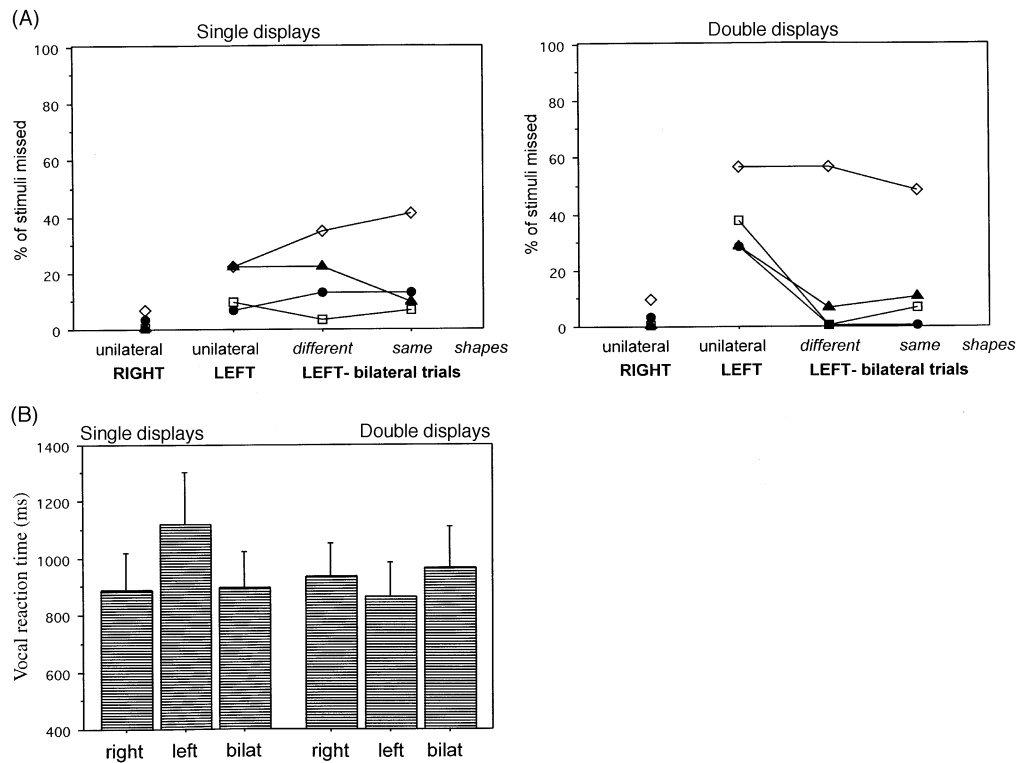 (A)
Single displays
Double displays
% of stimuli missed
100
80
60
40
20
0
unilateral unilateral different same shapes
RIGHT LEFT LEFT- bilateral trials
% of stimuli missed
100
80
60
40
20
0
unilateral unilateral different same shapes
RIGHT LEFT LEFT- bilateral trials
(B)
Single displays Double displays
Vocal reaction time (ms)
1400
1200
1000
800
600
400
right left bilat right left bilat